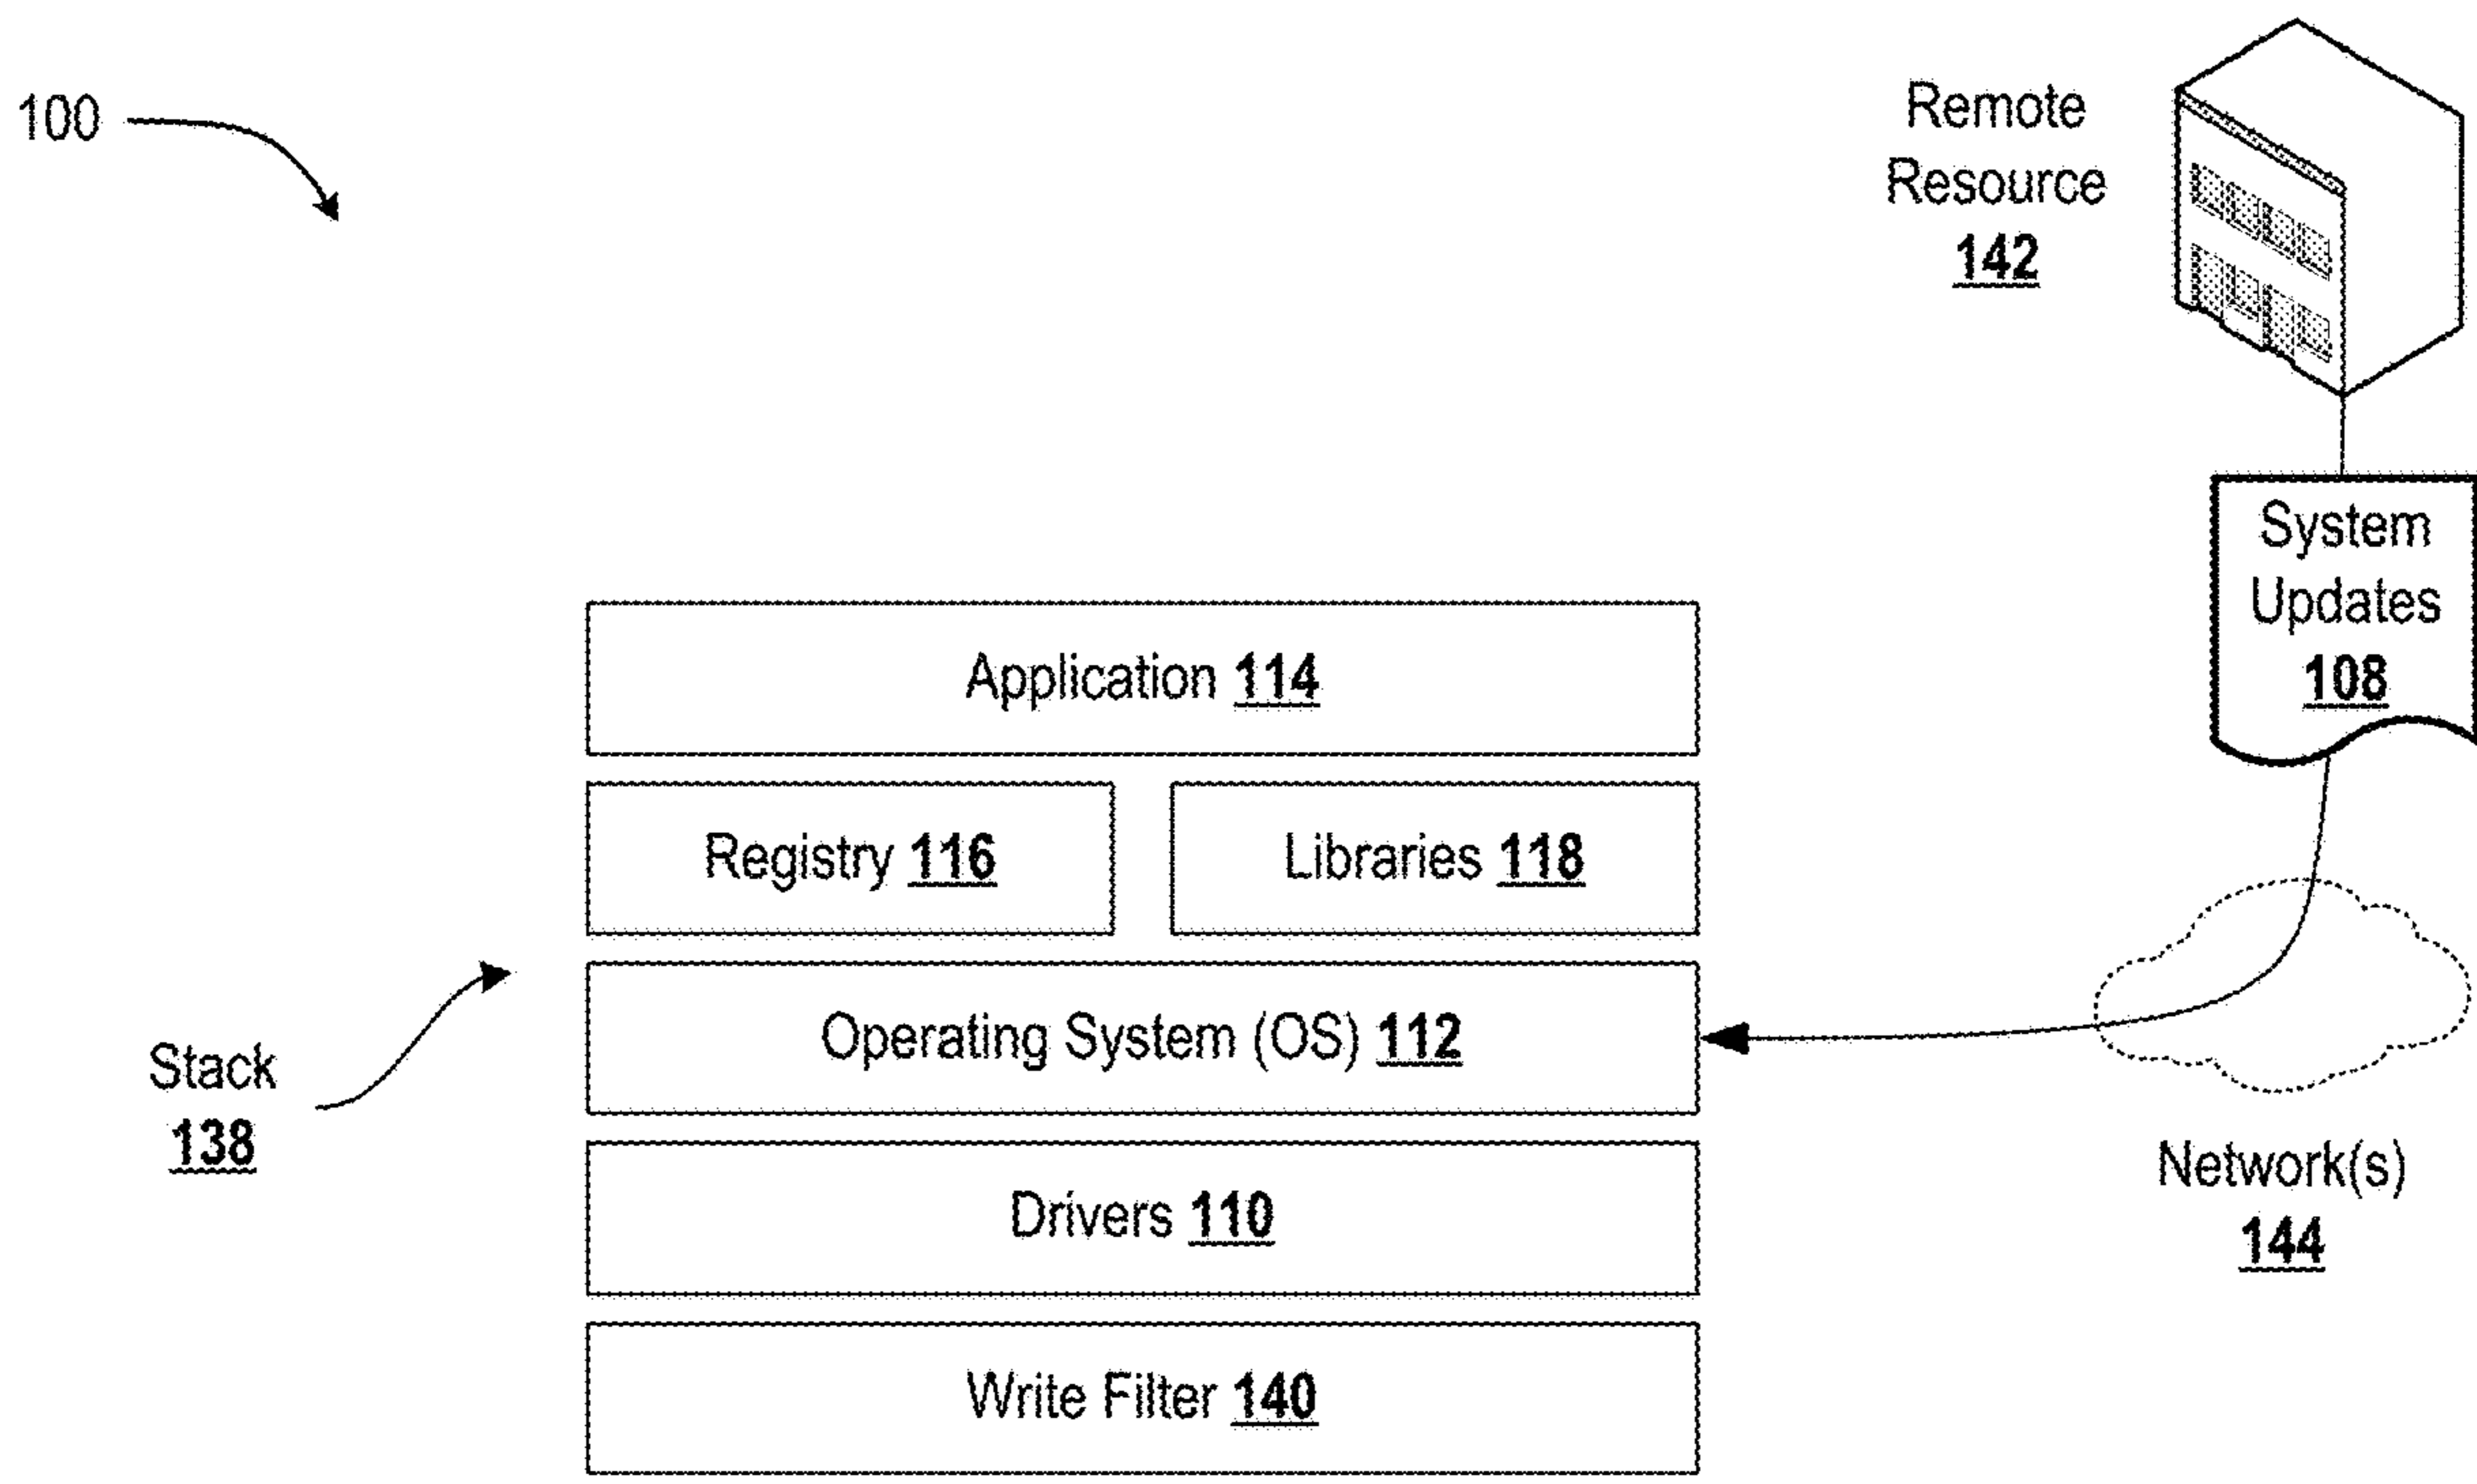 100
Remote
Resource
142
System
Updates
108
Application 114
Registry 116
Libraries 118
Operating System (OS) 112
Stack
138
Drivers 110
Network(s)
144
Write Filter 140